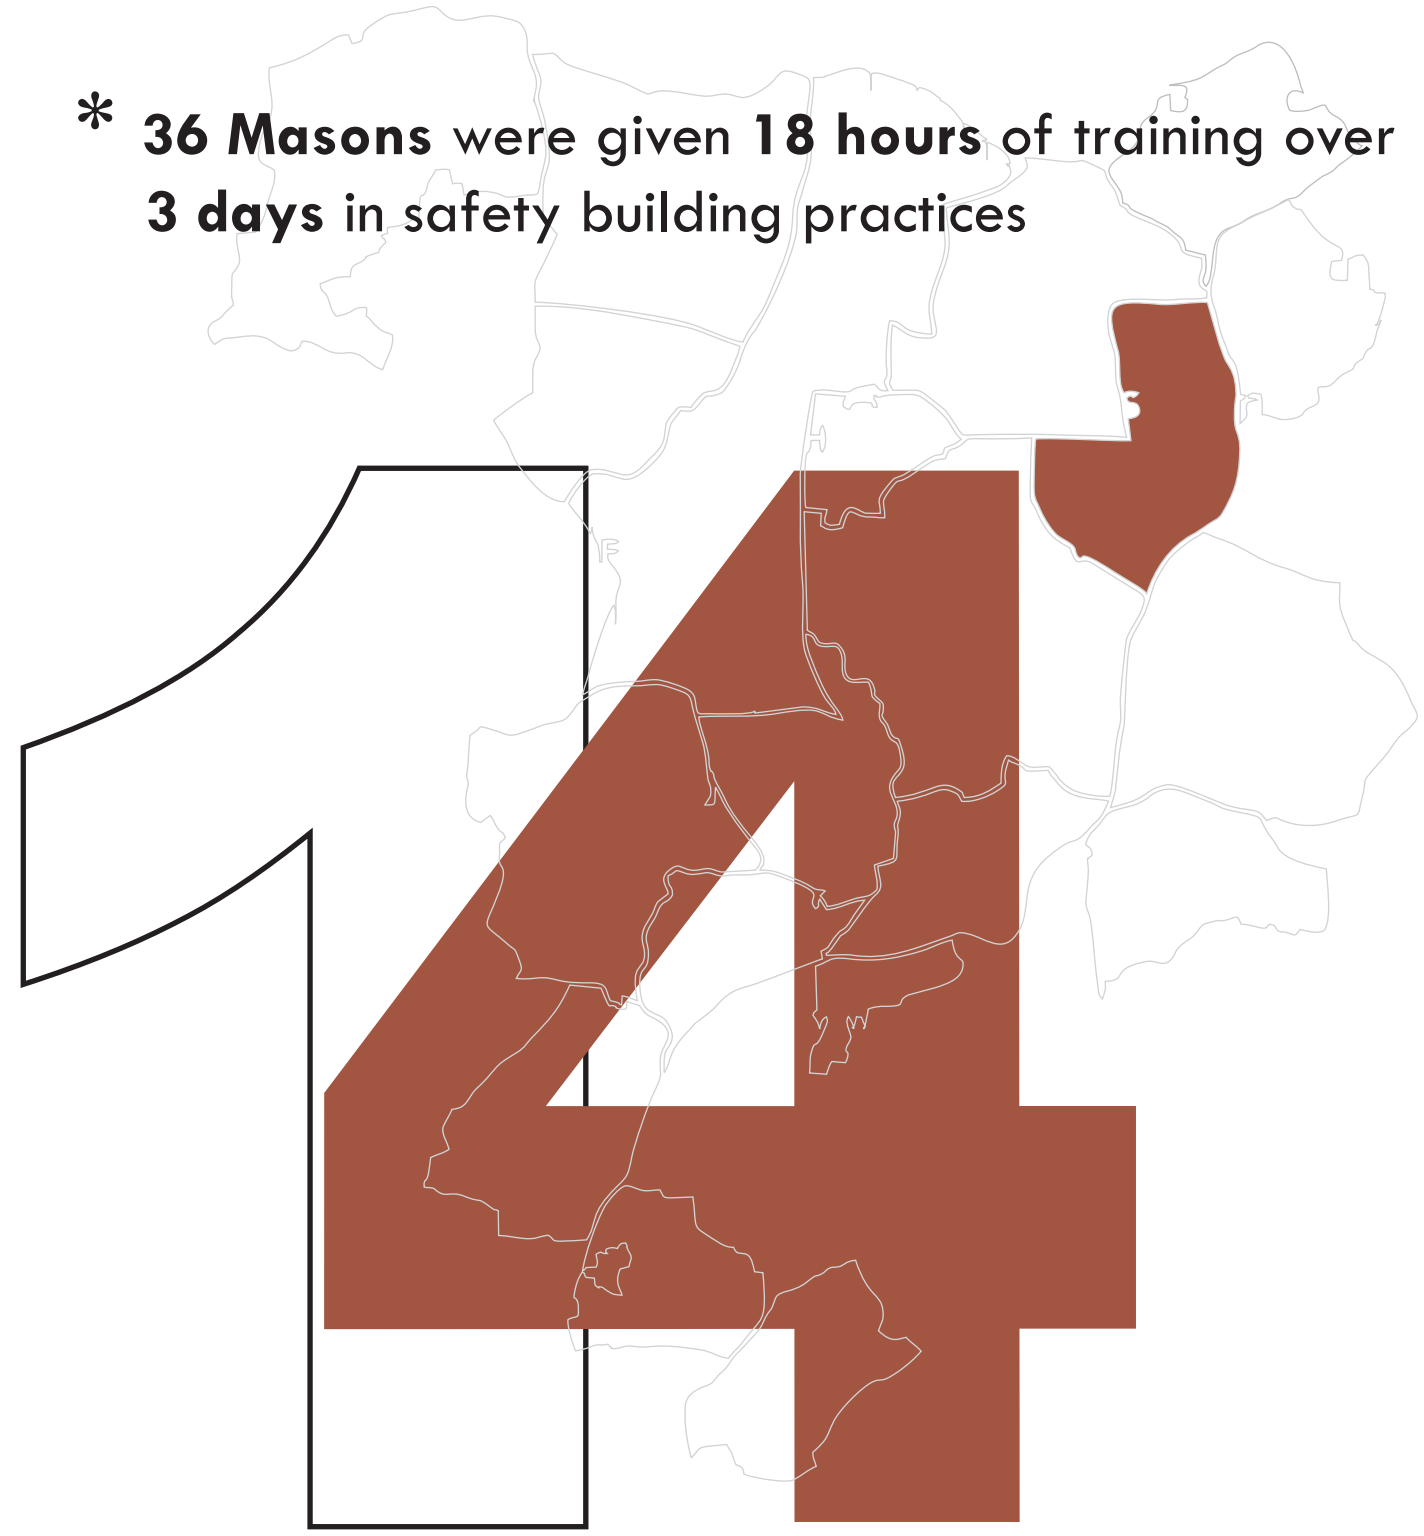 * 36 Masons were given 18 hours of training over
3 days in safety building practices
14